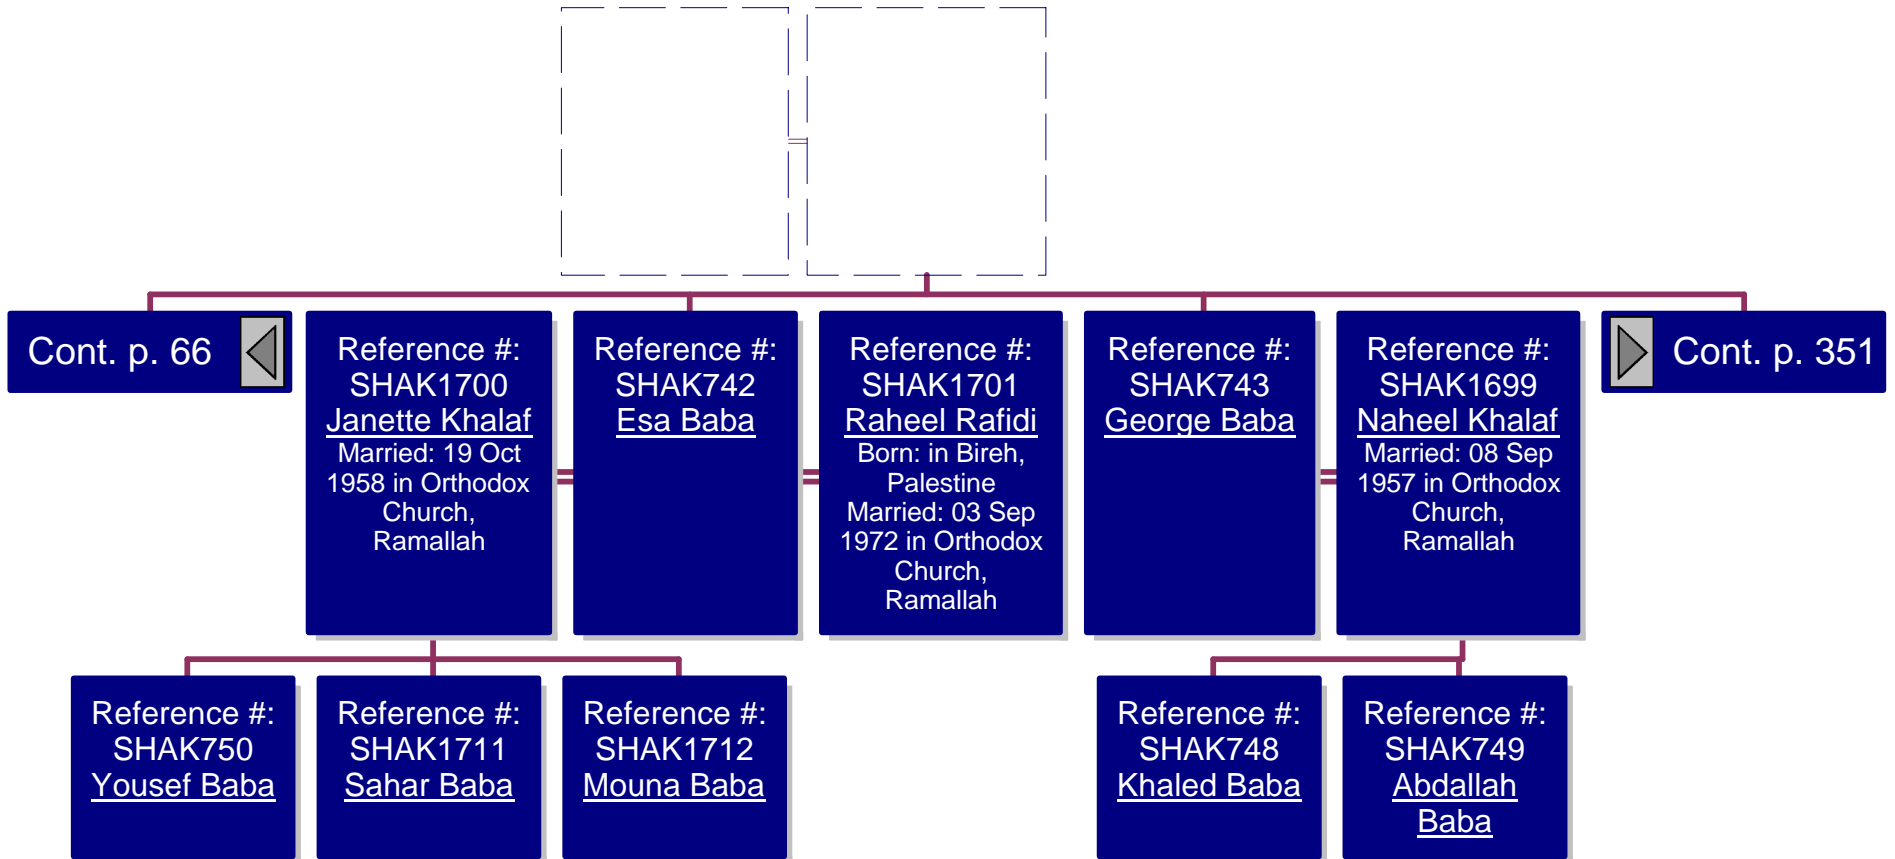 Cont. p. 66
Reference #:
SHAK1700
Janette Khalaf
Married: 19 Oct
1958 in Orthodox
Church,
Ramallah
Reference #:
SHAK742
Esa Baba
Reference #:
SHAK1701
Raheel Rafidi
Born: in Bireh,
Palestine
Married: 03 Sep
1972 in Orthodox
Church,
Ramallah
Reference #:
SHAK743
George Baba
Reference #:
SHAK1699
Naheel Khalaf
Married: 08 Sep
1957 in Orthodox
Church,
Ramallah
Cont. p. 351
Reference #:
SHAK750
Yousef Baba
Reference #:
SHAK1711
Sahar Baba
Reference #:
SHAK1712
Mouna Baba
Reference #:
SHAK748
Khaled Baba
Reference #:
SHAK749
Abdallah
Baba